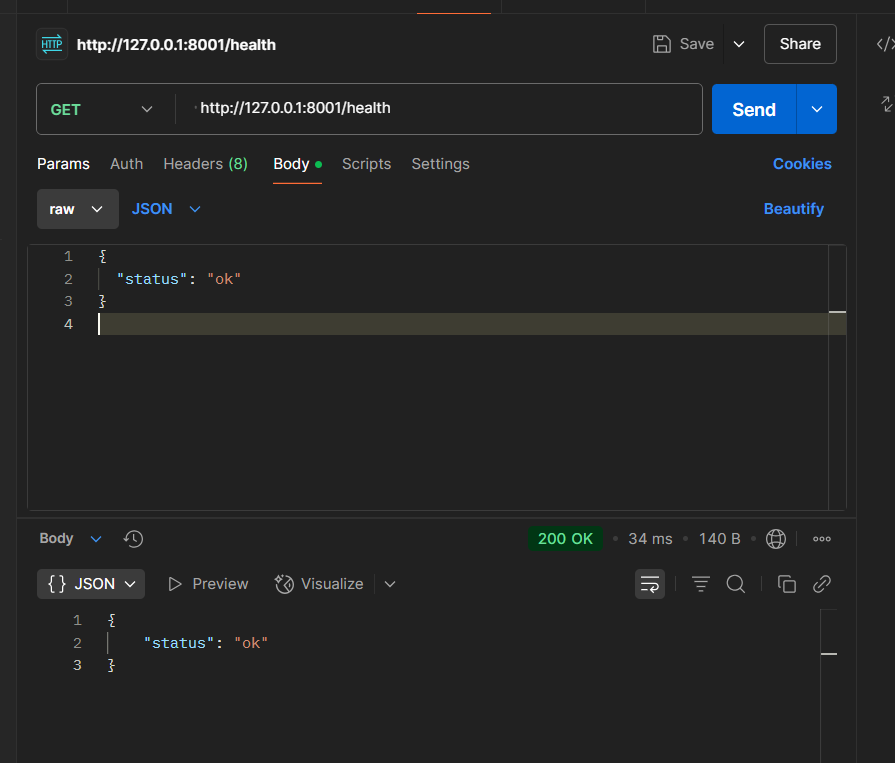 HTTP http://127.0.0.1:8001/health Save Share
GET http://127.0.0.1:8001/health Send
Params Auth Headers (8) Body Scripts Settings Cookies
raw JSON Beautify
1 {
2 "status": "ok"
3 }
4
Body 200 OK 34 ms 140 B
{} JSON Preview Visualize
1 {
2 "status": "ok"
3 }